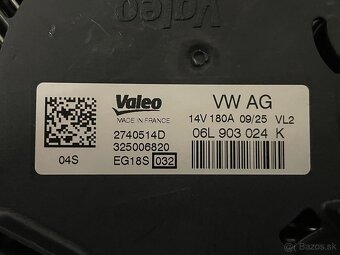 Valeo
Valeo
MADE IN FRANCE
2740514D
325006820
EG18S 032
04S
VW AG
14V 180A 09/25 VL2
06L 903 024 K
Bazos.sk